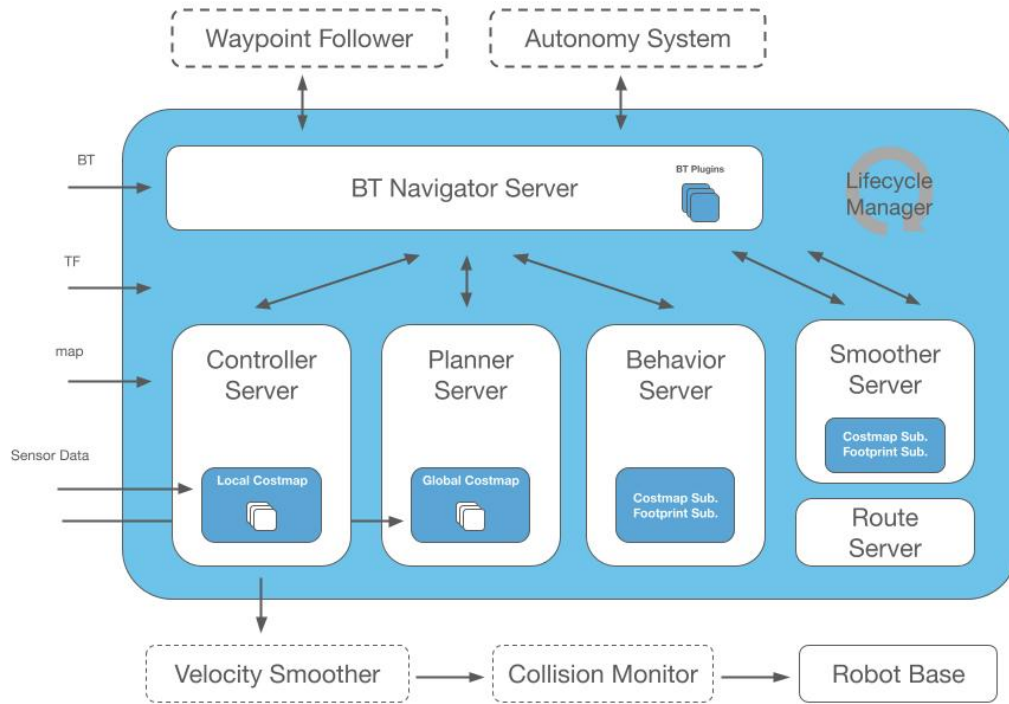 Waypoint Follower
Autonomy System
BT
BT Navigator Server
BT Plugins
Lifecycle
Manager
TF
map
Sensor Data
Controller
Server
Local Costmap
Planner
Server
Global Costmap
Behavior
Server
Costmap Sub.
Footprint Sub.
Smoother
Server
Costmap Sub.
Footprint Sub.
Route
Server
Velocity Smoother
Collision Monitor
Robot Base